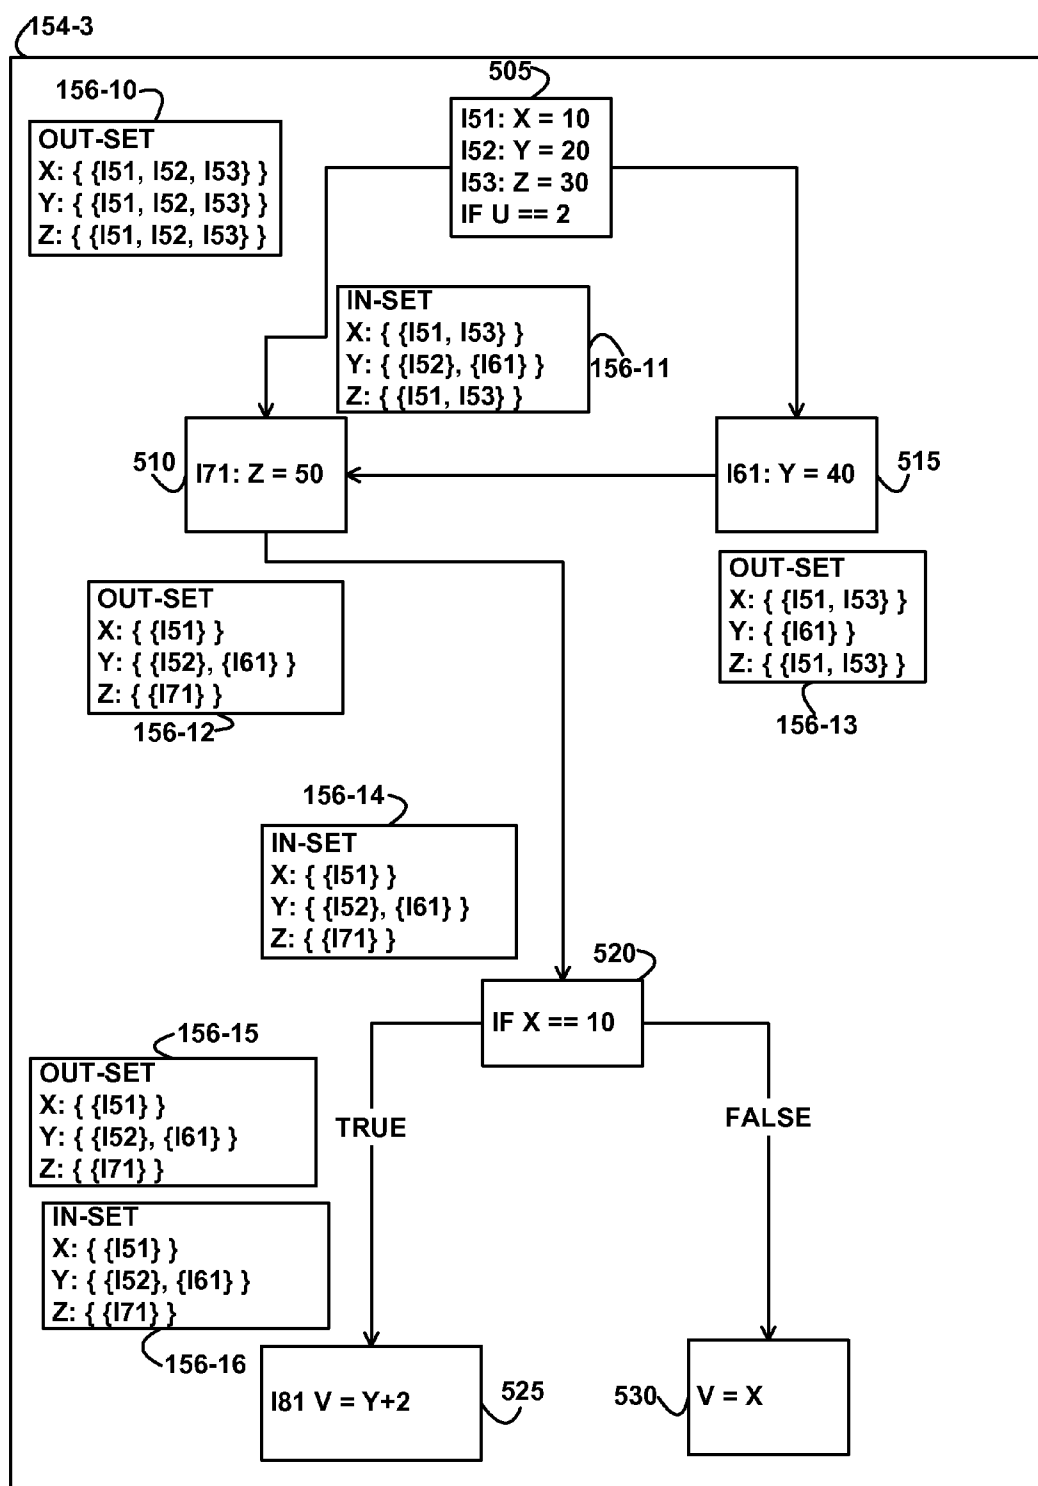 154-3
505
156-10
I51: X = 10
I52: Y = 20
I53: Z = 30
IF U == 2
OUT-SET
X: { {I51, I52, I53} }
Y: { {I51, I52, I53} }
Z: { {I51, I52, I53} }
IN-SET
X: { {I51, I53} }
Y: { {I52}, {I61} }
Z: { {I51, I53} }
156-11
510
I71: Z = 50
I61: Y = 40
515
OUT-SET
X: { {I51} }
Y: { {I52}, {I61} }
Z: { {I71} }
156-12
OUT-SET
X: { {I51, I53} }
Y: { {I61} }
Z: { {I51, I53} }
156-13
156-14
IN-SET
X: { {I51} }
Y: { {I52}, {I61} }
Z: { {I71} }
520
IF X == 10
156-15
OUT-SET
X: { {I51} }
Y: { {I52}, {I61} }
Z: { {I71} }
TRUE
FALSE
IN-SET
X: { {I51} }
Y: { {I52}, {I61} }
Z: { {I71} }
156-16
I81 V = Y+2
525
530
V = X